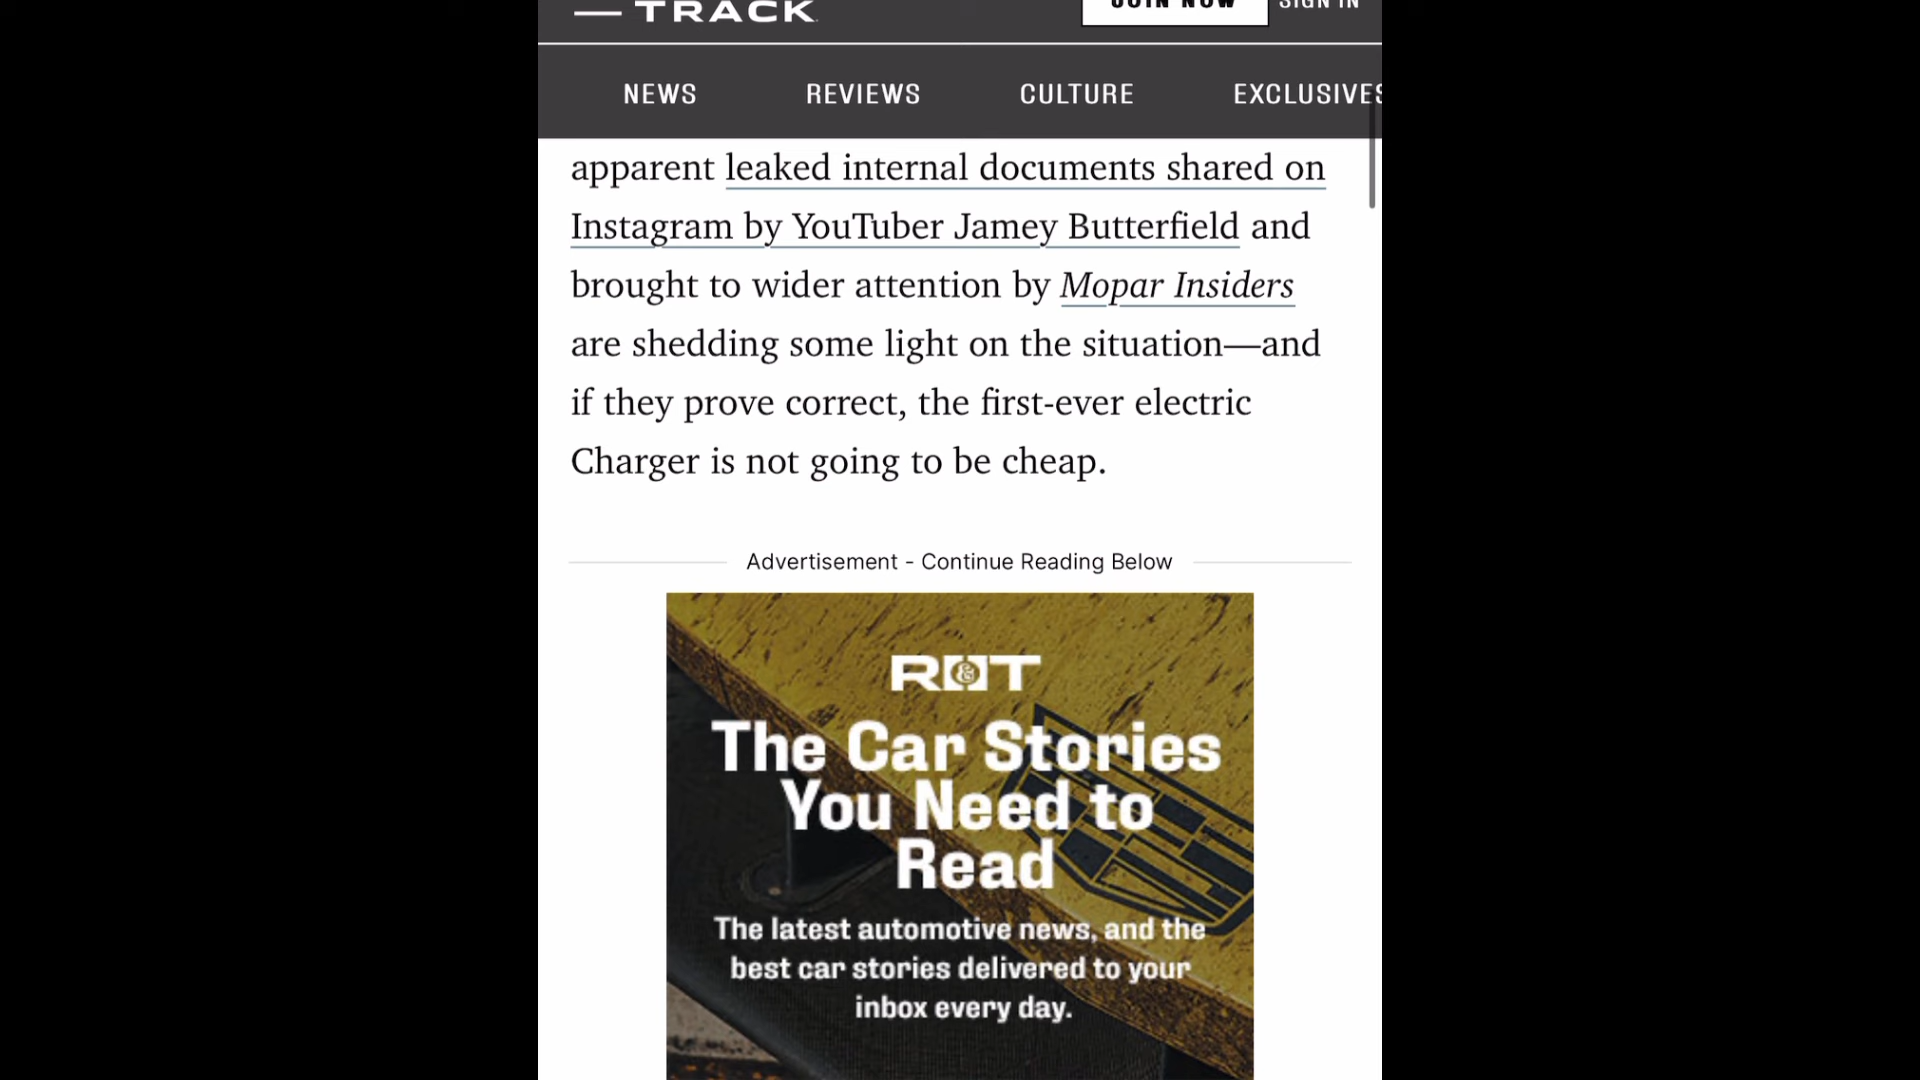 TRACK
JOIN NOW
SIGN IN
NEWS REVIEWS CULTURE EXCLUSIVES
apparent leaked internal documents shared on
Instagram by YouTuber Jamey Butterfield and
brought to wider attention by Mopar Insiders
are shedding some light on the situation—and
if they prove correct, the first-ever electric
Charger is not going to be cheap.
Advertisement - Continue Reading Below
R&T
The Car Stories
You Need to
Read
The latest automotive news, and the
best car stories delivered to your
inbox every day.